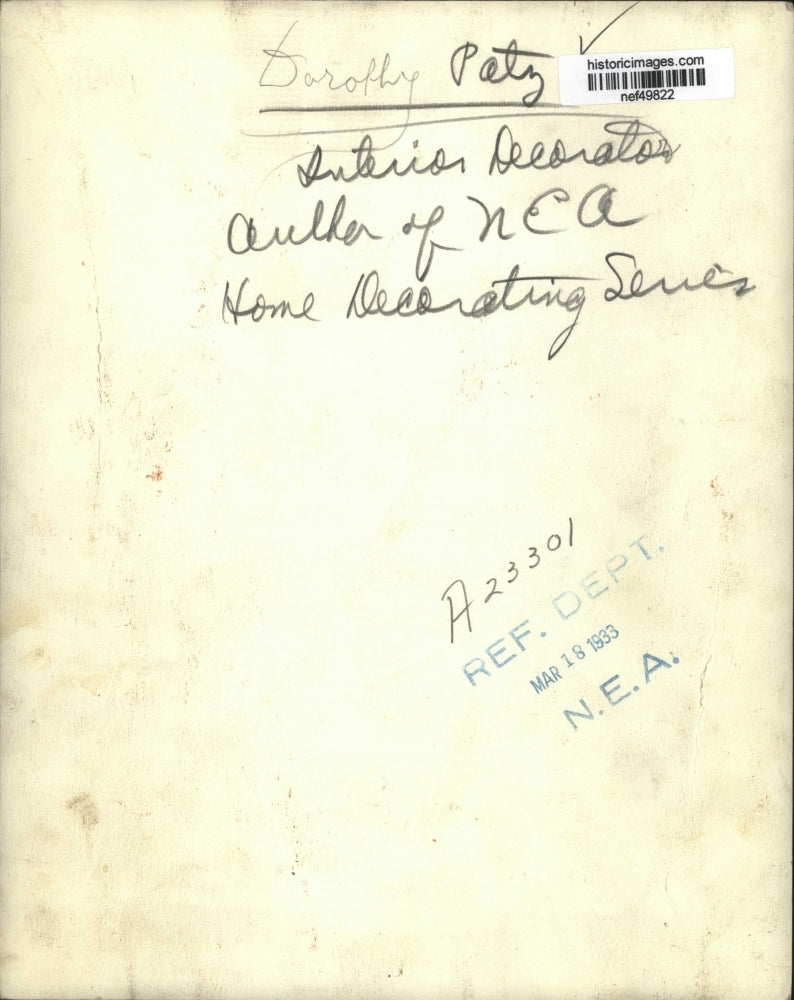 Dorothy Patz
historicimages.com
nef49822
Interior Decorator
Author of NEA
Home Decorating Series
A23301
REF. DEPT.
MAR 18 1933
N.E.A.